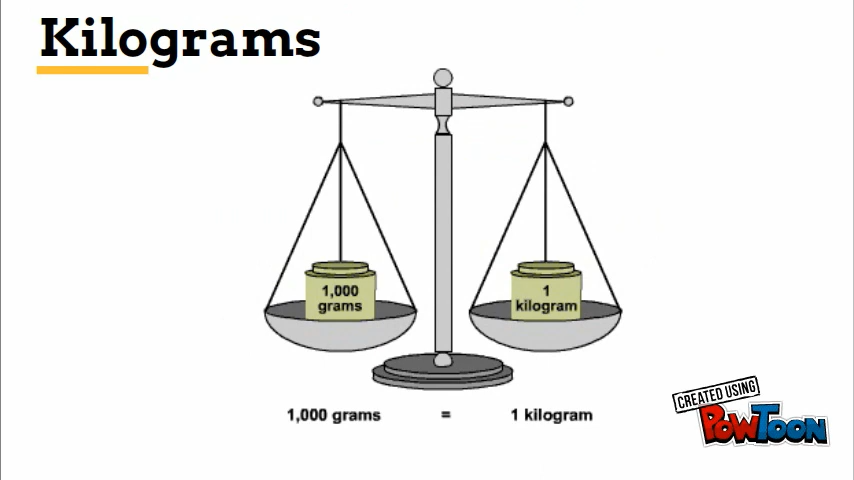 Kilograms
1,000
grams
1
kilogram
1,000 grams = 1 kilogram
CREATED USING
POWTOON